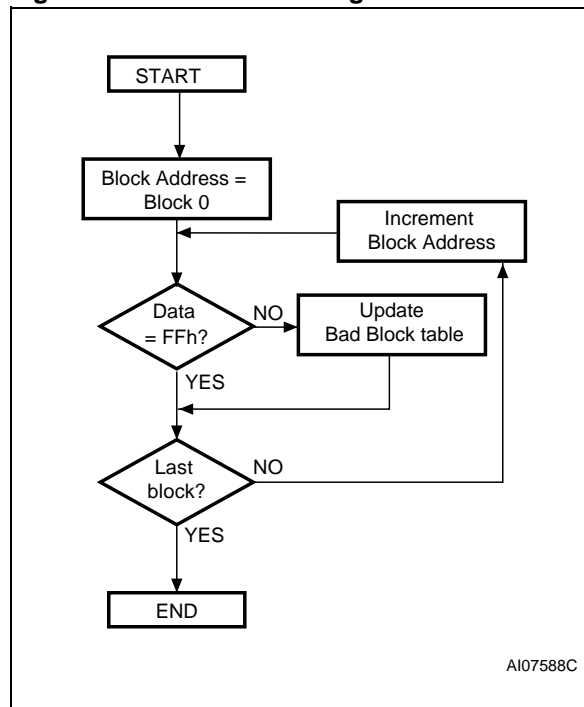 START
Block Address =
Block 0
Increment
Block Address
Data
= FFh?
NO
Update
Bad Block table
YES
Last
block?
NO
YES
END
AI07588C